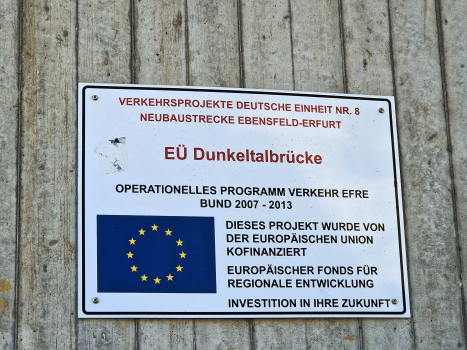 VERKEHRSPROJEKTE DEUTSCHE EINHEIT NR. 8
NEUBAUSTRECKE EBENSFELD-ERFURT
EÜ Dunkeltalbrücke
OPERATIONELLES PROGRAMM VERKEHR EFRE
BUND 2007 - 2013
DIESES PROJEKT WURDE VON
DER EUROPÄISCHEN UNION
KOFINANZIERT
EUROPÄISCHER FONDS FÜR
REGIONALE ENTWICKLUNG
INVESTITION IN IHRE ZUKUNFT